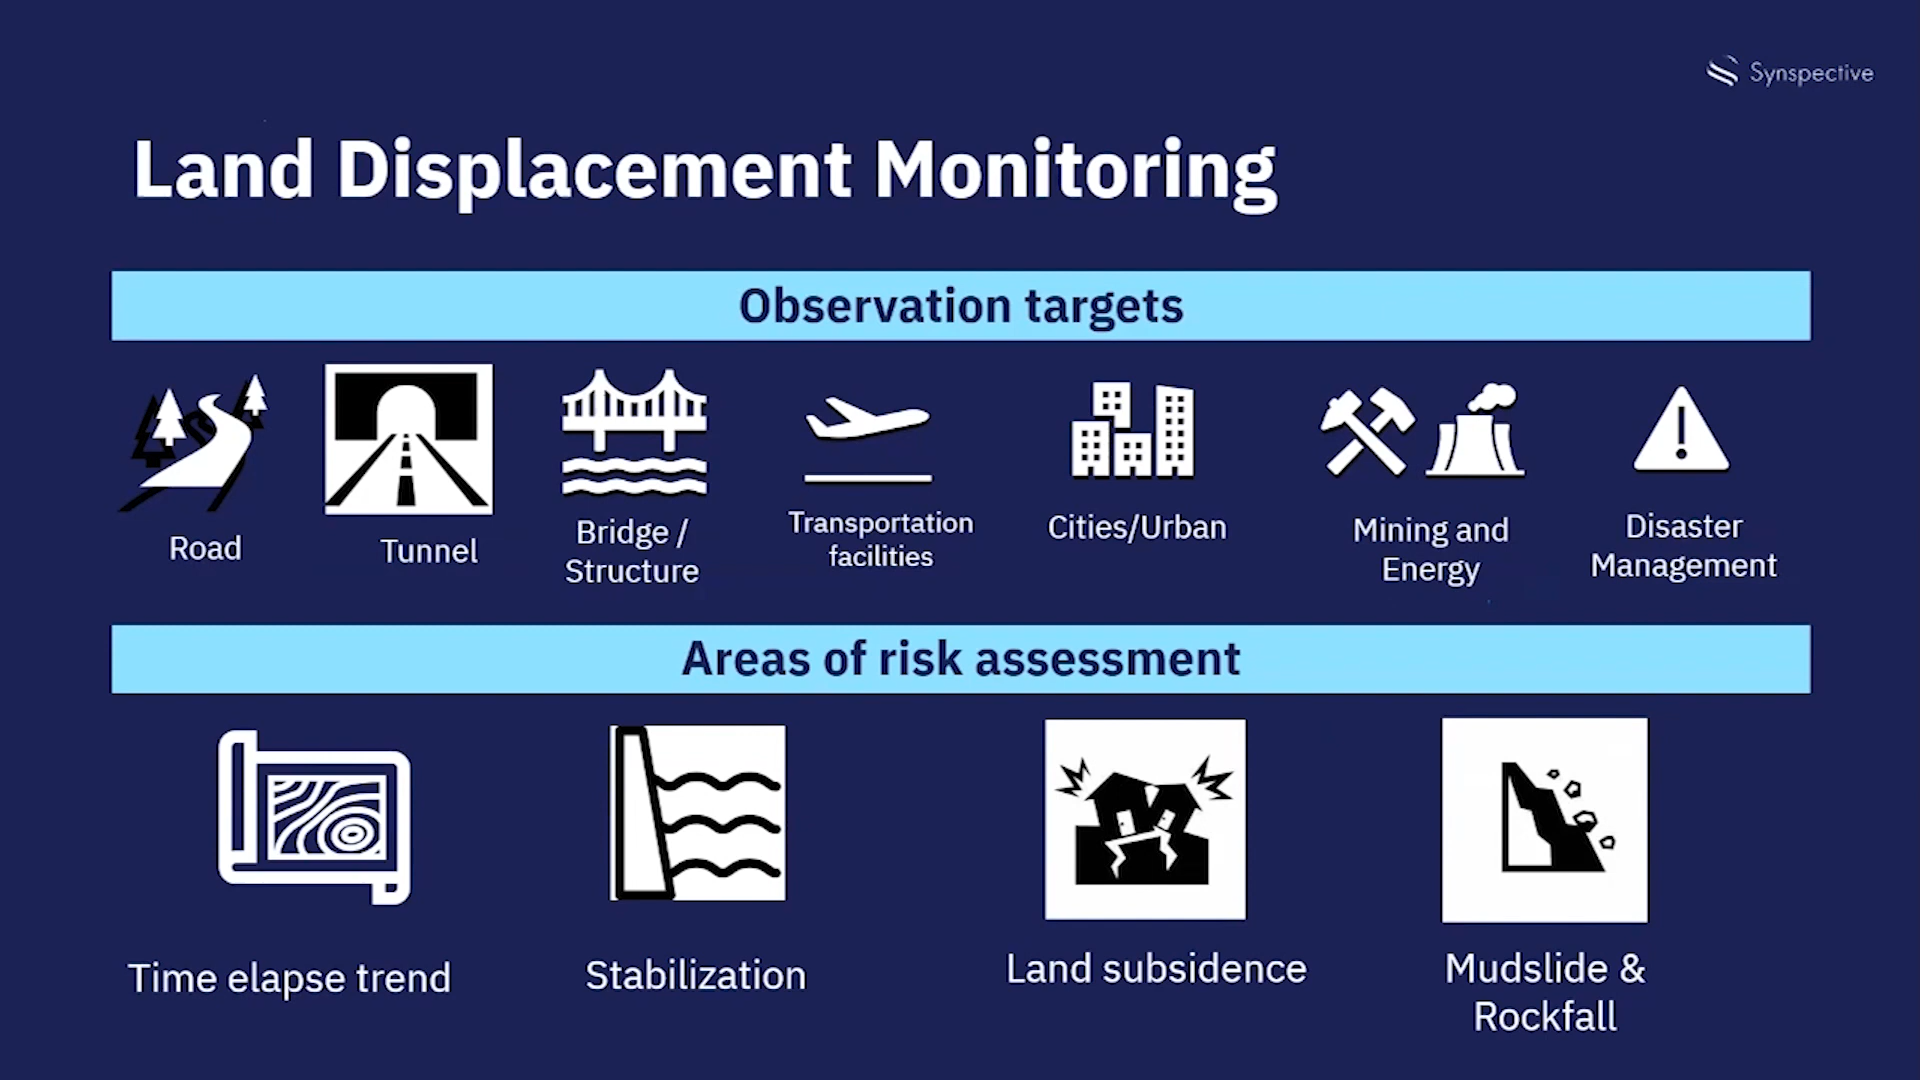 Synspective
Land Displacement Monitoring
Observation targets
Road
Tunnel
Bridge /
Structure
Transportation
facilities
Cities/Urban
Mining and
Energy
Disaster
Management
Areas of risk assessment
Time elapse trend
Stabilization
Land subsidence
Mudslide &
Rockfall